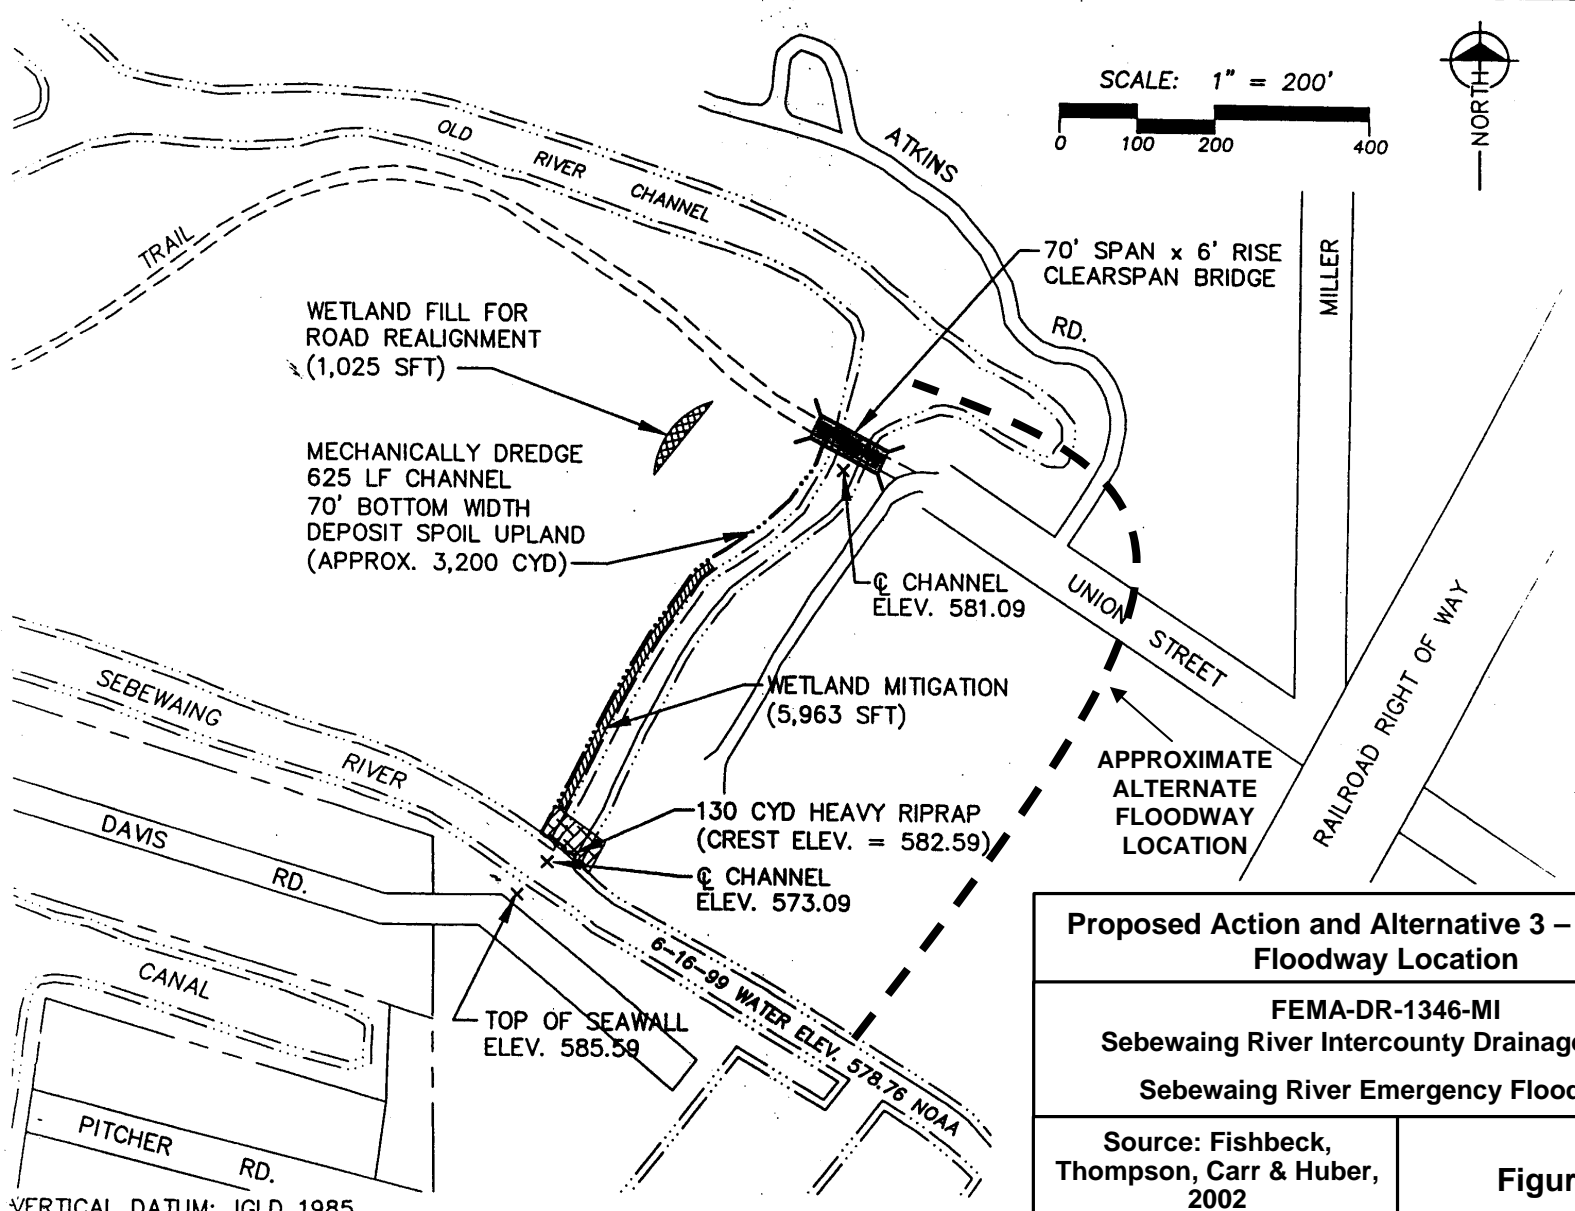 SCALE: 1" = 200'
0 100 200 400
NORTH
ATKINS
RD.
OLD
RIVER
CHANNEL
TRAIL
70' SPAN x 6' RISE
CLEARSPAN BRIDGE
MILLER
WETLAND FILL FOR
ROAD REALIGNMENT
(1,025 SFT)
MECHANICALLY DREDGE
625 LF CHANNEL
70' BOTTOM WIDTH
DEPOSIT SPOIL UPLAND
(APPROX. 3,200 CYD)
℄ CHANNEL
ELEV. 581.09
UNION
STREET
RAILROAD RIGHT OF WAY
WETLAND MITIGATION
(5,963 SFT)
SEBEWAING
RIVER
APPROXIMATE
ALTERNATE
FLOODWAY
LOCATION
130 CYD HEAVY RIPRAP
(CREST ELEV. = 582.59)
℄ CHANNEL
ELEV. 573.09
DAVIS
RD.
CANAL
6-16-99 WATER ELEV. 578.76 NOAA
TOP OF SEAWALL
ELEV. 585.59
PITCHER
RD.
VERTICAL DATUM: IGLD 1985
Proposed Action and Alternative 3 –
Floodway Location
FEMA-DR-1346-MI
Sebewaing River Intercounty Drainage
Sebewaing River Emergency Flood
Source: Fishbeck,
Thompson, Carr & Huber,
2002
Figur